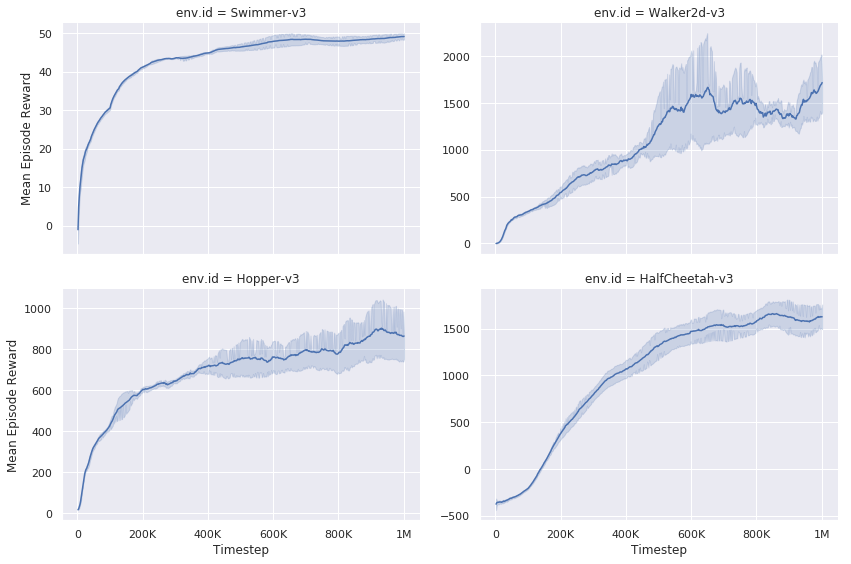 env.id = Swimmer-v3
50
40
30
20
10
0
Mean Episode Reward
env.id = Walker2d-v3
2000
1500
1000
500
0
env.id = Hopper-v3
1000
800
600
400
200
0
Mean Episode Reward
0 200K 400K 600K 800K 1M
Timestep
env.id = HalfCheetah-v3
1500
1000
500
0
−500
0 200K 400K 600K 800K 1M
Timestep